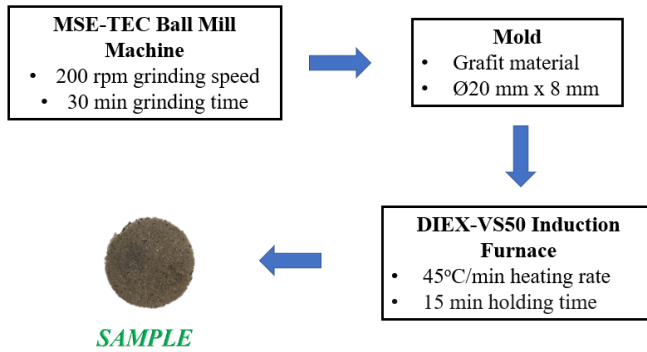 MSE-TEC Ball Mill
Machine
• 200 rpm grinding speed
• 30 min grinding time
Mold
• Grafit material
• Ø20 mm x 8 mm
DIEX-VS50 Induction
Furnace
• 45°C/min heating rate
• 15 min holding time
SAMPLE